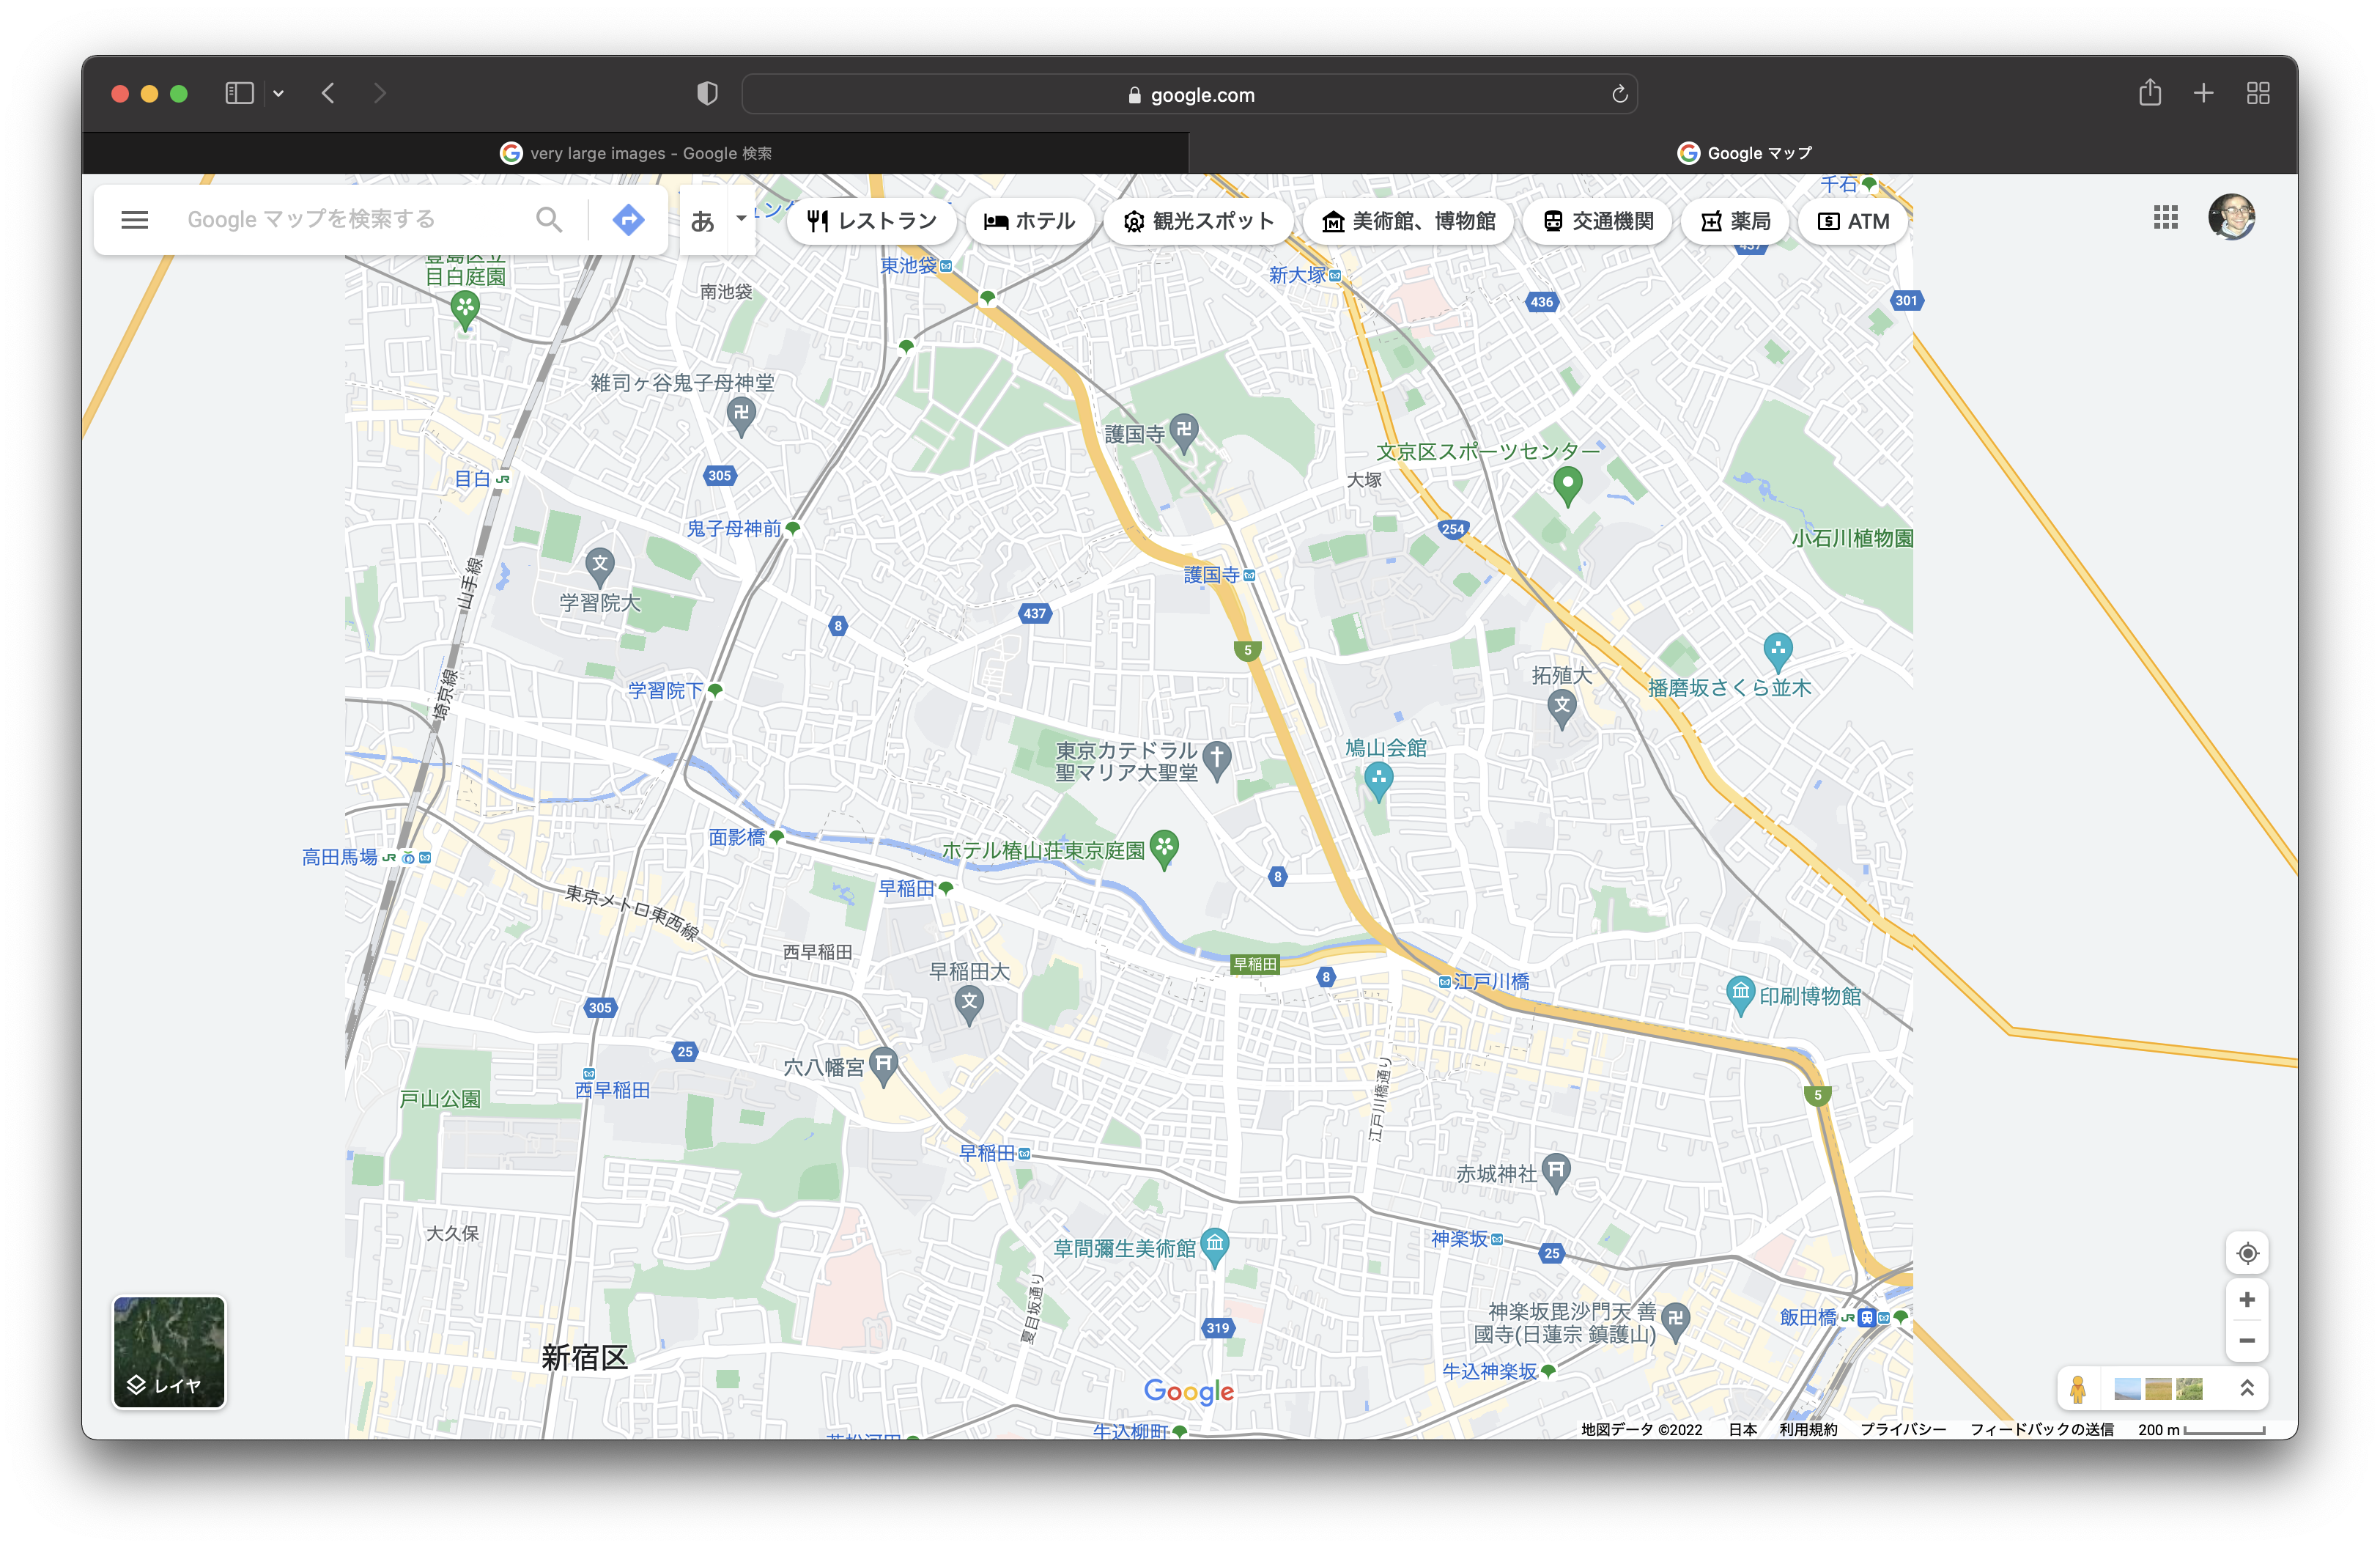 google.com
very large images - Google 検索
Google マップ
Google マップを検索する
あ
レストラン
ホテル
観光スポット
美術館、博物館
交通機関
薬局
ATM
千石
437
豊島区立
目白庭園
南池袋
東池袋
新大塚
436
301
雑司ヶ谷鬼子母神堂
護国寺
文京区スポーツセンター
目白
305
大塚
鬼子母神前
254
小石川植物園
学習院大
山手線
護国寺
437
8
5
埼京線
学習院下
拓殖大
播磨坂さくら並木
東京カテドラル
聖マリア大聖堂
鳩山会館
面影橋
高田馬場
ホテル椿山荘東京庭園
早稲田
8
東京メトロ東西線
西早稲田
早稲田大
早稲田
8
江戸川橋
印刷博物館
305
25
穴八幡宮
江戸川橋通り
戸山公園
西早稲田
5
早稲田
赤城神社
大久保
草間彌生美術館
神楽坂
25
夏目坂通り
319
神楽坂毘沙門天 善
國寺(日蓮宗 鎮護山)
飯田橋
新宿区
牛込神楽坂
レイヤ
Google
牛込柳町
地図データ ©2022 日本 利用規約 プライバシー フィードバックの送信 200 m